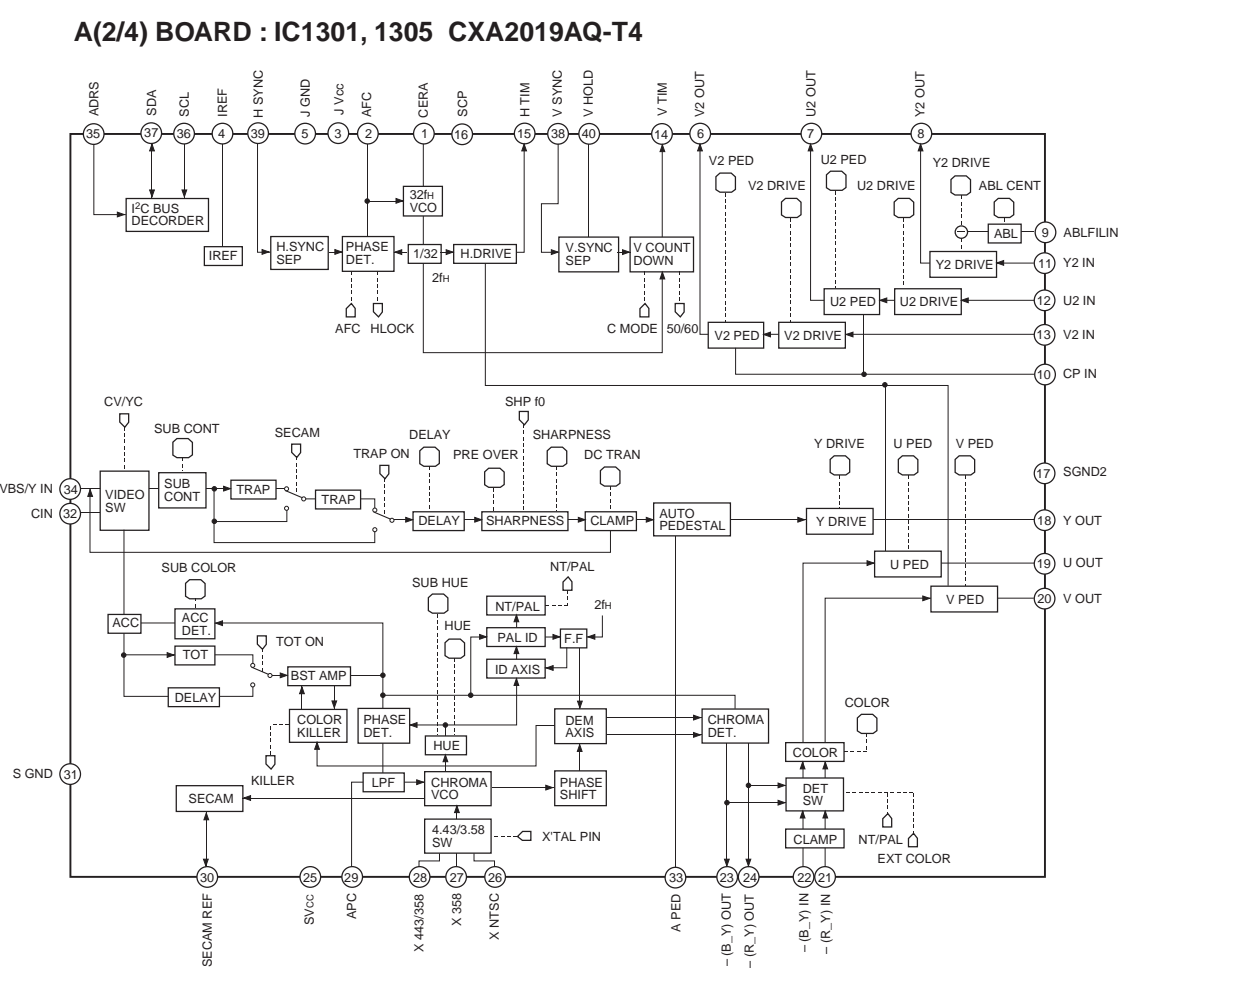 A(2/4) BOARD : IC1301, 1305 CXA2019AQ-T4
ADRS
SDA
SCL
IREF
H SYNC
J GND
J Vcc
AFC
CERA
SCP
H TIM
V SYNC
V HOLD
V TIM
V2 OUT
U2 OUT
Y2 OUT
35
37
36
4
39
5
3
2
1
16
15
38
40
14
6
7
8
V2 PED
V2 DRIVE
U2 PED
U2 DRIVE
Y2 DRIVE
ABL CENT
I²C BUS
DECORDER
IREF
H.SYNC
SEP
PHASE
DET.
32fH
VCO
1/32
2fH
H.DRIVE
V.SYNC
SEP
V COUNT
DOWN
ABL
9 ABLFILIN
Y2 DRIVE
11 Y2 IN
U2 PED
U2 DRIVE
12 U2 IN
AFC
HLOCK
C MODE
50/60
V2 PED
V2 DRIVE
13 V2 IN
10 CP IN
CV/YC
SUB CONT
SECAM
TRAP ON
DELAY
PRE OVER
SHP f0
SHARPNESS
DC TRAN
Y DRIVE
U PED
V PED
17 SGND2
VBS/Y IN 34
CIN 32
VIDEO
SW
SUB
CONT
TRAP
TRAP
DELAY
SHARPNESS
CLAMP
AUTO
PEDESTAL
Y DRIVE
18 Y OUT
U PED
19 U OUT
V PED
20 V OUT
SUB COLOR
SUB HUE
HUE
NT/PAL
NT/PAL
2fH
ACC
ACC
DET.
TOT ON
PAL ID
F.F
TOT
ID AXIS
BST AMP
DELAY
COLOR
KILLER
PHASE
DET.
HUE
DEM
AXIS
CHROMA
DET.
COLOR
COLOR
S GND 31
KILLER
LPF
CHROMA
VCO
PHASE
SHIFT
DET
SW
SECAM
4.43/3.58
SW
X'TAL PIN
CLAMP
NT/PAL
EXT COLOR
30
25
29
28
27
26
33
23
24
22
21
SECAM REF
SVcc
APC
X 443/358
X 358
X NTSC
A PED
– (B_Y) OUT
– (R_Y) OUT
– (B_Y) IN
– (R_Y) IN